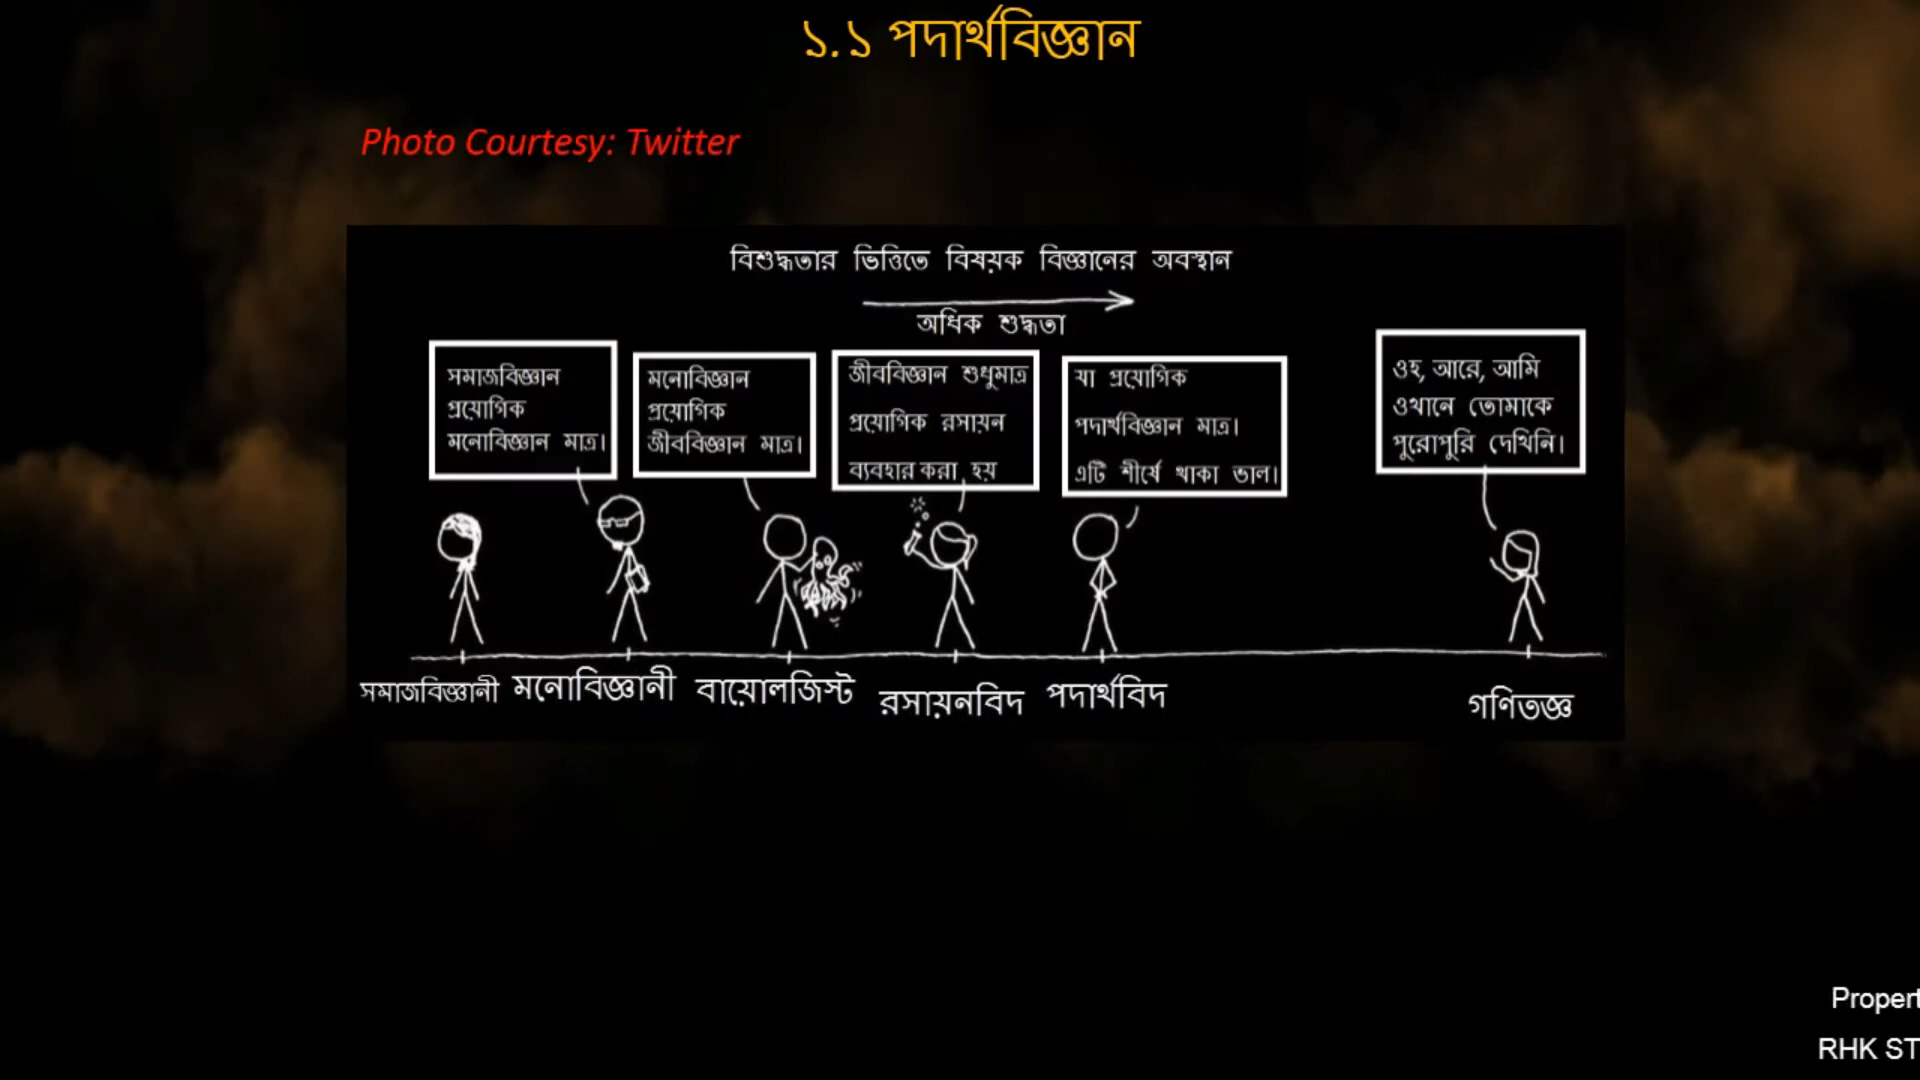 ১.১ পদার্থবিজ্ঞান
Photo Courtesy: Twitter
বিশুদ্ধতার ভিত্তিতে বিষয়ক বিজ্ঞানের অবস্থান
অধিক শুদ্ধতা
সমাজবিজ্ঞান
প্রয়োগিক
মনোবিজ্ঞান মাত্র।
মনোবিজ্ঞান
প্রয়োগিক
জীববিজ্ঞান মাত্র।
জীববিজ্ঞান শুধুমাত্র
প্রয়োগিক রসায়ন
ব্যবহার করা হয়
যা প্রয়োগিক
পদার্থবিজ্ঞান মাত্র।
এটি শীর্ষে থাকা ভাল।
ওহ, আরে, আমি
ওখানে তোমাকে
পুরোপুরি দেখিনি।
সমাজবিজ্ঞানী মনোবিজ্ঞানী বায়োলজিস্ট রসায়নবিদ পদার্থবিদ গণিতজ্ঞ
Propert
RHK ST